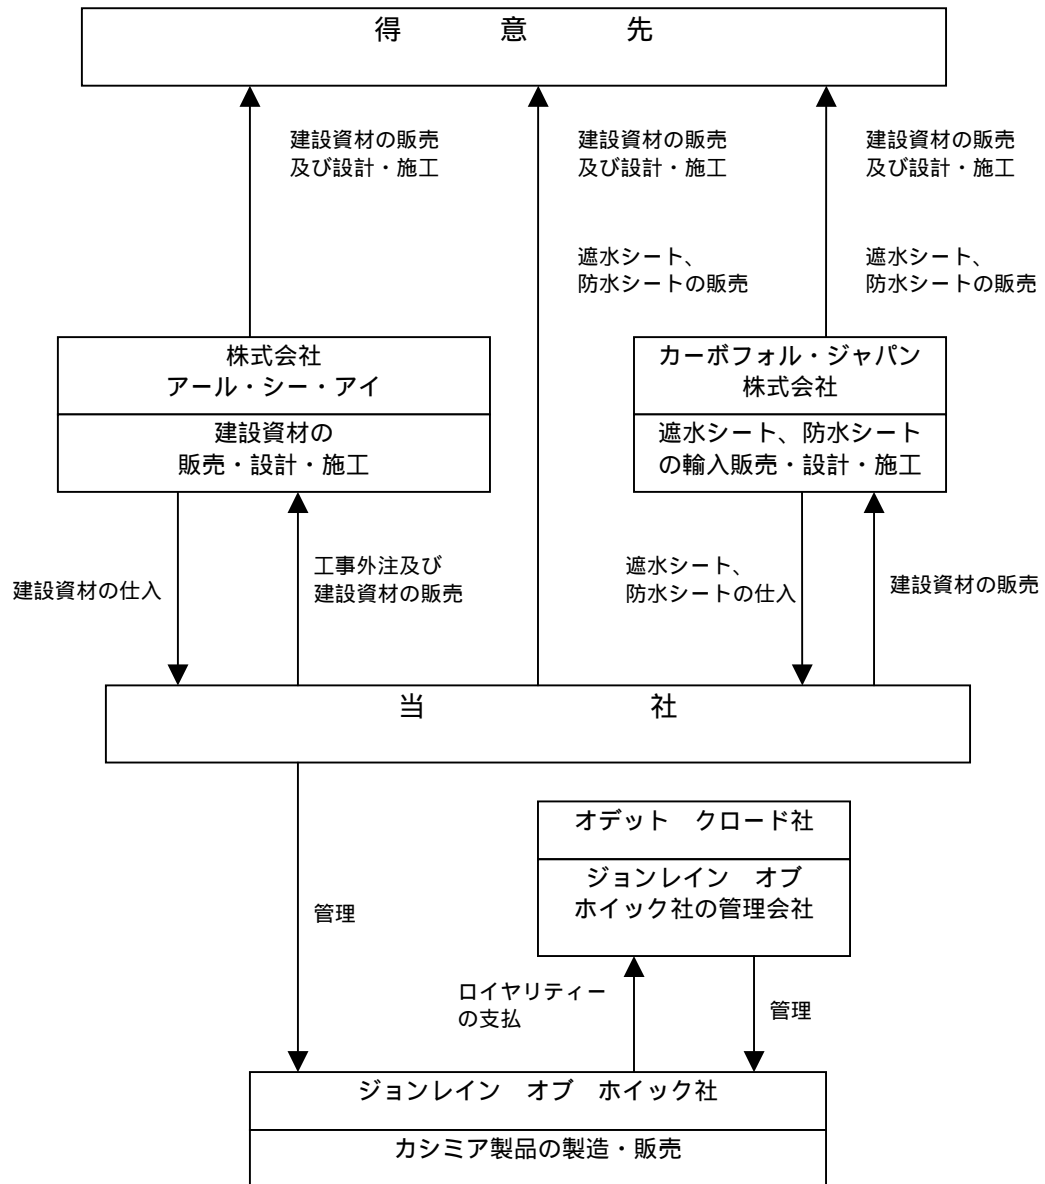 得　意　先
建設資材の販売
及び設計・施工
建設資材の販売
及び設計・施工
建設資材の販売
及び設計・施工
遮水シート、
防水シートの販売
遮水シート、
防水シートの販売
株式会社
アール・シー・アイ
建設資材の
販売・設計・施工
カーボフォル・ジャパン
株式会社
遮水シート、防水シート
の輸入販売・設計・施工
建設資材の仕入
工事外注及び
建設資材の販売
遮水シート、
防水シートの仕入
建設資材の販売
当　社
オデット　クロード社
ジョンレイン　オブ
ホイック社の管理会社
管理
ロイヤリティー
の支払
管理
ジョンレイン　オブ　ホイック社
カシミア製品の製造・販売